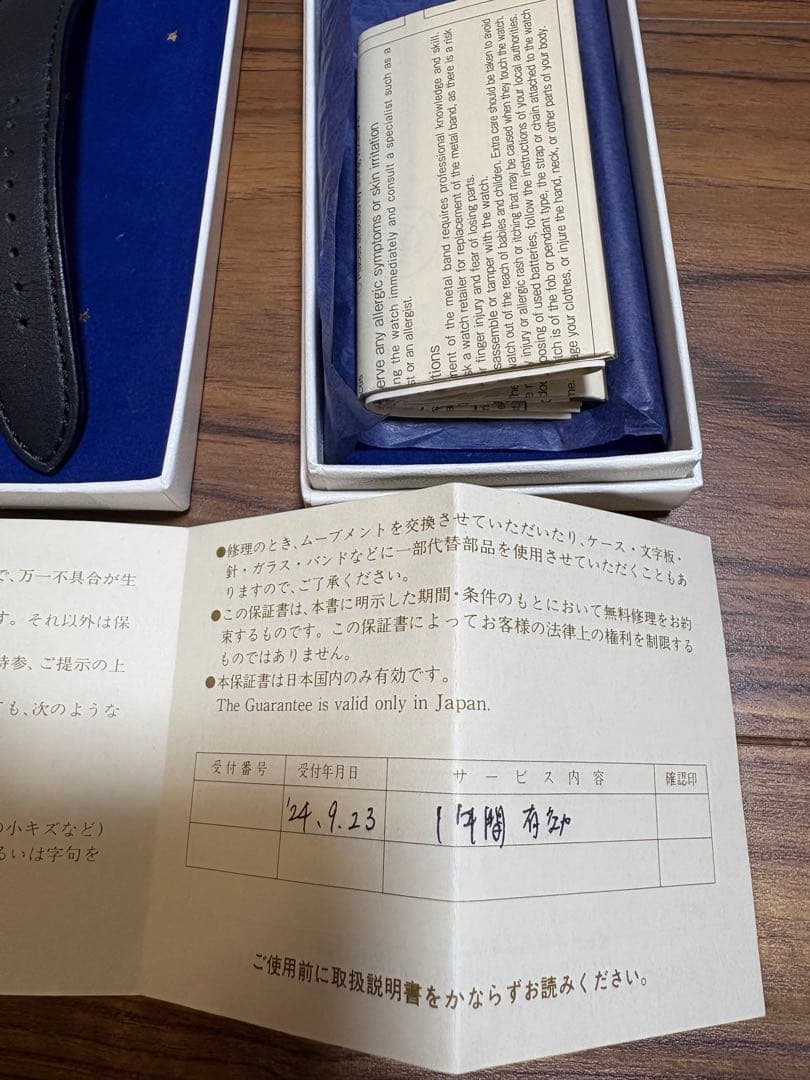 serve any allergic symptoms or skin irritation
ng the watch immediately and consult a specialist such as a
st or an allergist.
tions
ment of the metal band requires professional knowledge and skill.
sk a watch retailer for replacement of the metal band, as there is a risk
r finger injury and fear of losing parts.
sassemble or tamper with the watch.
watch out of the reach of babies and children. Extra care should be taken to avoid
injury or allergic rash or itching that may be caused when they touch the watch.
posing of used batteries, follow the instructions of your local authorities.
tch is of the fob or pendant type, the strap or chain attached to the watch
age your clothes, or injure the hand, neck, or other parts of your body.
で、万一不具合が生
す。それ以外は保
持参、ご提示の上
ても、次のような
の小キズなど)
るいは字句を
●修理のとき、ムーブメントを交換させていただいたり、ケース・文字板・
針・ガラス・バンドなどに一部代替部品を使用させていただくこともあ
りますので、ご了承ください。
●この保証書は、本書に明示した期間・条件のもとにおいて無料修理をお約
束するものです。この保証書によってお客様の法律上の権利を制限する
ものではありません。
●本保証書は日本国内のみ有効です。
The Guarantee is valid only in Japan.
受付番号 受付年月日 サービス内容 確認印
'24.9.23 1年間有効
ご使用前に取扱説明書をかならずお読みください。